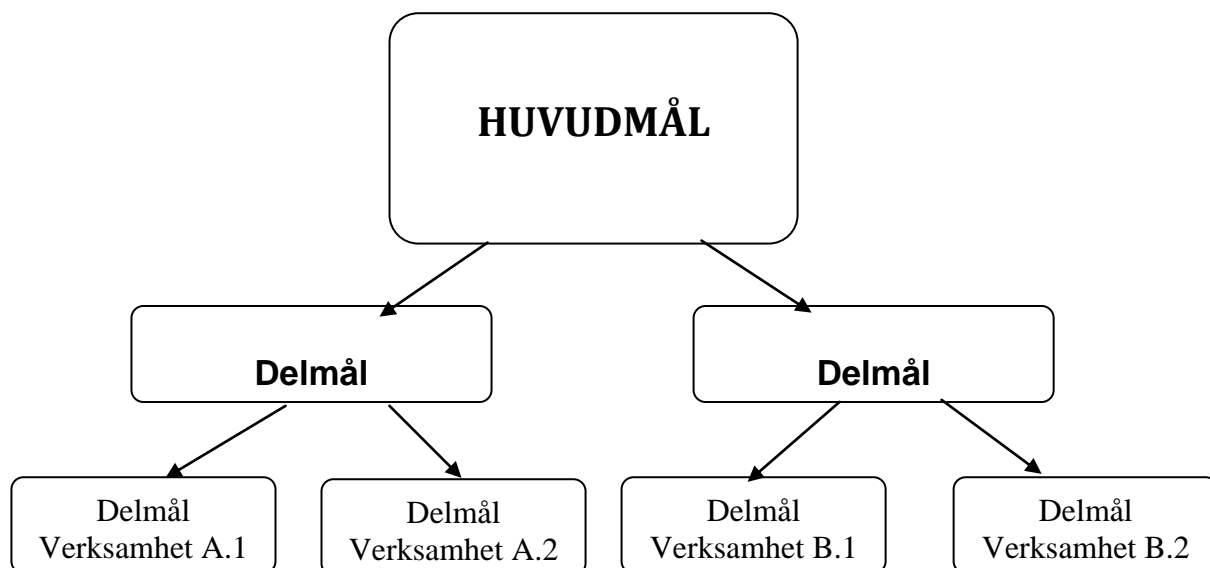 HUVUDMÅL
Delmål
Delmål
Delmål
Verksamhet A.1
Delmål
Verksamhet A.2
Delmål
Verksamhet B.1
Delmål
Verksamhet B.2